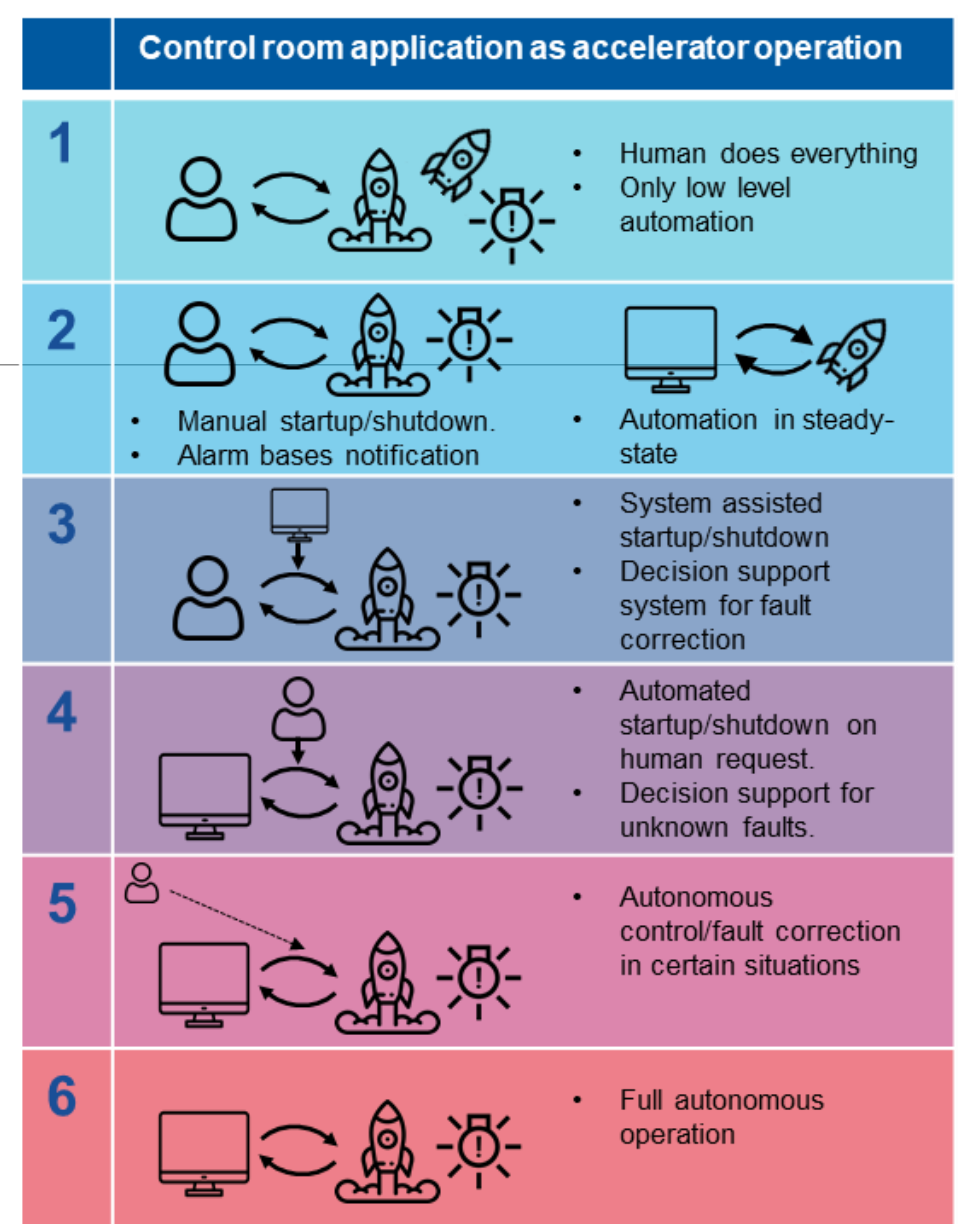 Control room application as accelerator operation
1
• Human does everything
• Only low level
automation
2
• Manual startup/shutdown.
• Alarm bases notification
• Automation in steady-
state
3
• System assisted
startup/shutdown
• Decision support
system for fault
correction
4
• Automated
startup/shutdown on
human request.
• Decision support for
unknown faults.
5
• Autonomous
control/fault correction
in certain situations
6
• Full autonomous
operation